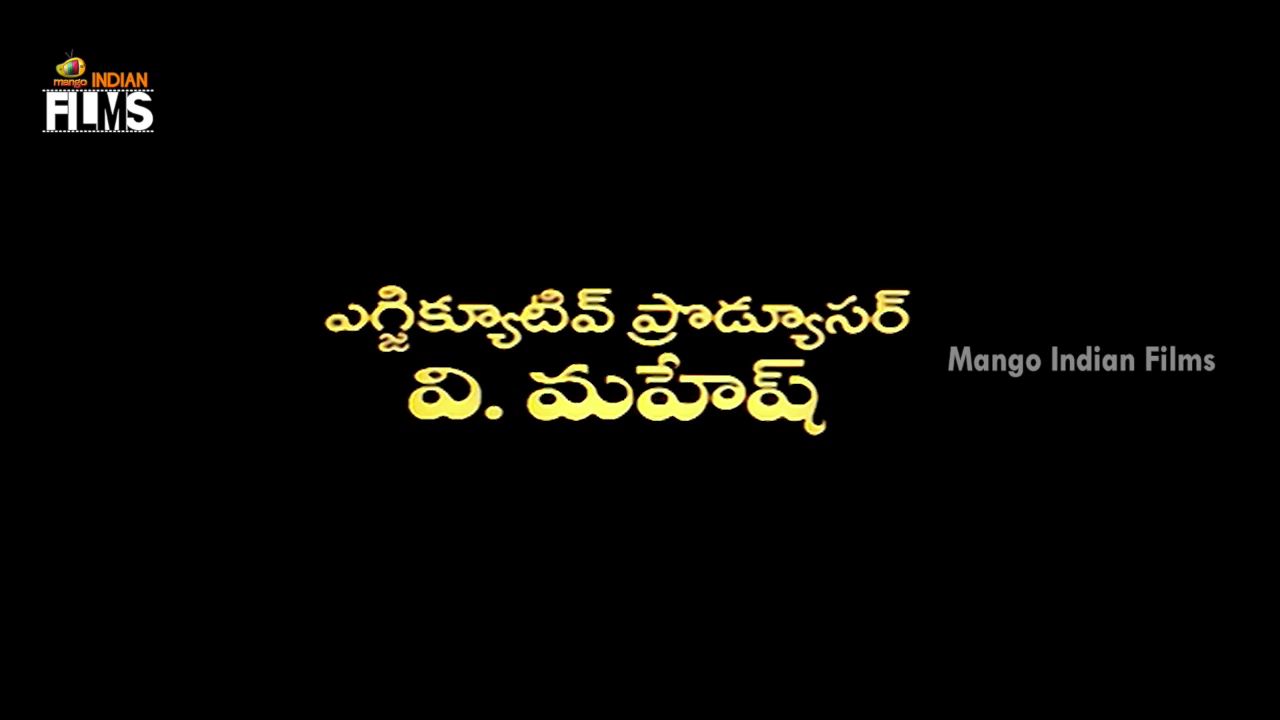 mango INDIAN
FILMS
ఎగ్జిక్యూటివ్ ప్రొడ్యూసర్
వి. మహేష్
Mango Indian Films